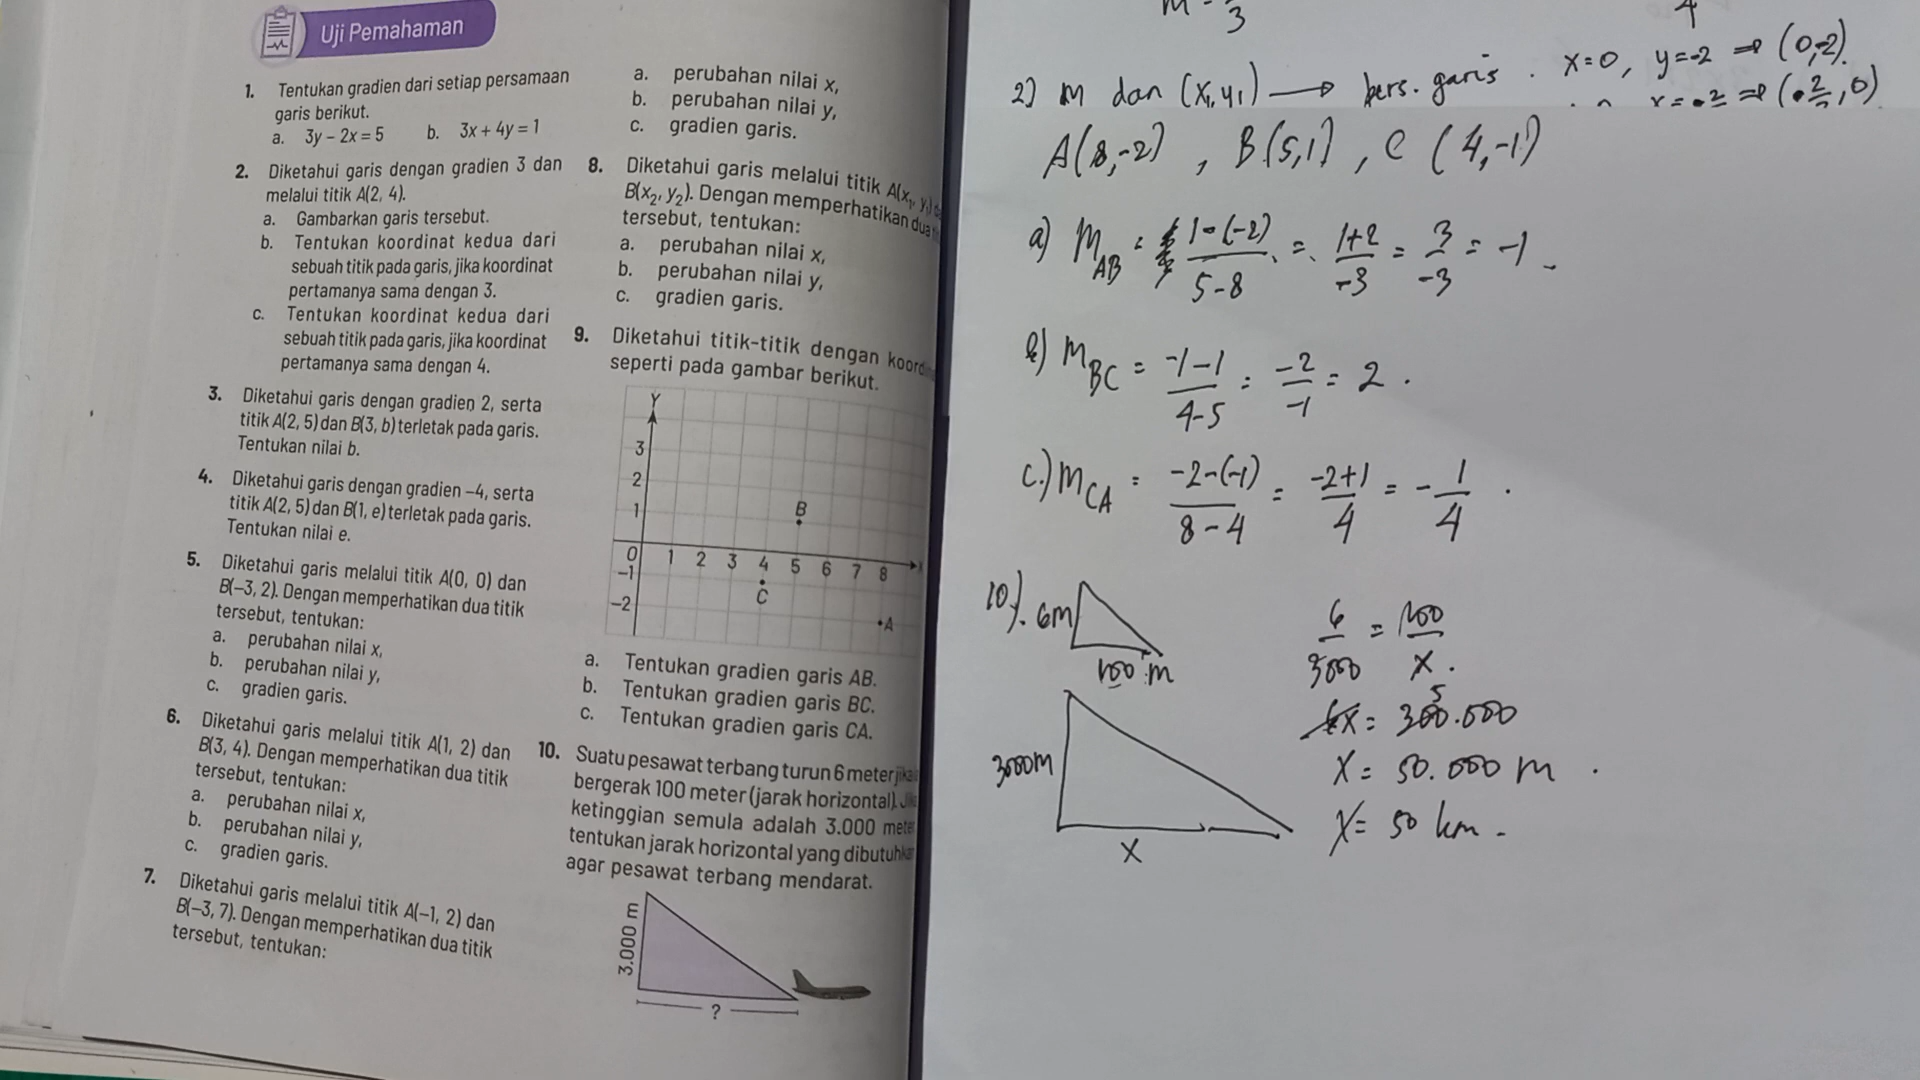 Uji Pemahaman
1. Tentukan gradien dari setiap persamaan
garis berikut.
a. 3y – 2x = 5 b. 3x + 4y = 1
2. Diketahui garis dengan gradien 3 dan
melalui titik A(2, 4).
a. Gambarkan garis tersebut.
b. Tentukan koordinat kedua dari
sebuah titik pada garis, jika koordinat
pertamanya sama dengan 3.
c. Tentukan koordinat kedua dari
sebuah titik pada garis, jika koordinat
pertamanya sama dengan 4.
3. Diketahui garis dengan gradien 2, serta
titik A(2, 5) dan B(3, b) terletak pada garis.
Tentukan nilai b.
4. Diketahui garis dengan gradien –4, serta
titik A(2, 5) dan B(1, e) terletak pada garis.
Tentukan nilai e.
5. Diketahui garis melalui titik A(0, 0) dan
B(–3, 2). Dengan memperhatikan dua titik
tersebut, tentukan:
a. perubahan nilai x,
b. perubahan nilai y,
c. gradien garis.
6. Diketahui garis melalui titik A(1, 2) dan
B(3, 4). Dengan memperhatikan dua titik
tersebut, tentukan:
a. perubahan nilai x,
b. perubahan nilai y,
c. gradien garis.
7. Diketahui garis melalui titik A(–1, 2) dan
B(–3, 7). Dengan memperhatikan dua titik
tersebut, tentukan:
a. perubahan nilai x,
b. perubahan nilai y,
c. gradien garis.
8. Diketahui garis melalui titik A(x₁, y₁)
B(x₂, y₂). Dengan memperhatikan dua
tersebut, tentukan:
a. perubahan nilai x,
b. perubahan nilai y,
c. gradien garis.
9. Diketahui titik-titik dengan
seperti pada gambar berikut.
Y
3
2
1
B
0 1 2 3 4 5 6 7 8
–1
C
–2
A
a. Tentukan gradien garis AB.
b. Tentukan gradien garis BC.
c. Tentukan gradien garis CA.
10. Suatu pesawat terbang turun 6 meter jika
bergerak 100 meter (jarak horizontal).
ketinggian semula adalah 3.000
tentukan jarak horizontal yang
agar pesawat terbang mendarat.
3.000 m
?
x=0, y=-2 ⇒ (0,-2)
2) m dan (x₁,y₁) → pers. garis.
A(8,-2), B(5,1), C(4,-1)
a) M_AB = 1-(-2)/5-8 = 1+2/-3 = 3/-3 = -1
b) M_BC = -1-1/4-5 = -2/-1 = 2.
c.) M_CA = -2-(-1)/8-4 = -2+1/4 = -1/4.
10). 6m
100 m
6/3000 = 100/x.
6x = 300.000
x = 50.000 m.
x = 50 km.
3000m
x